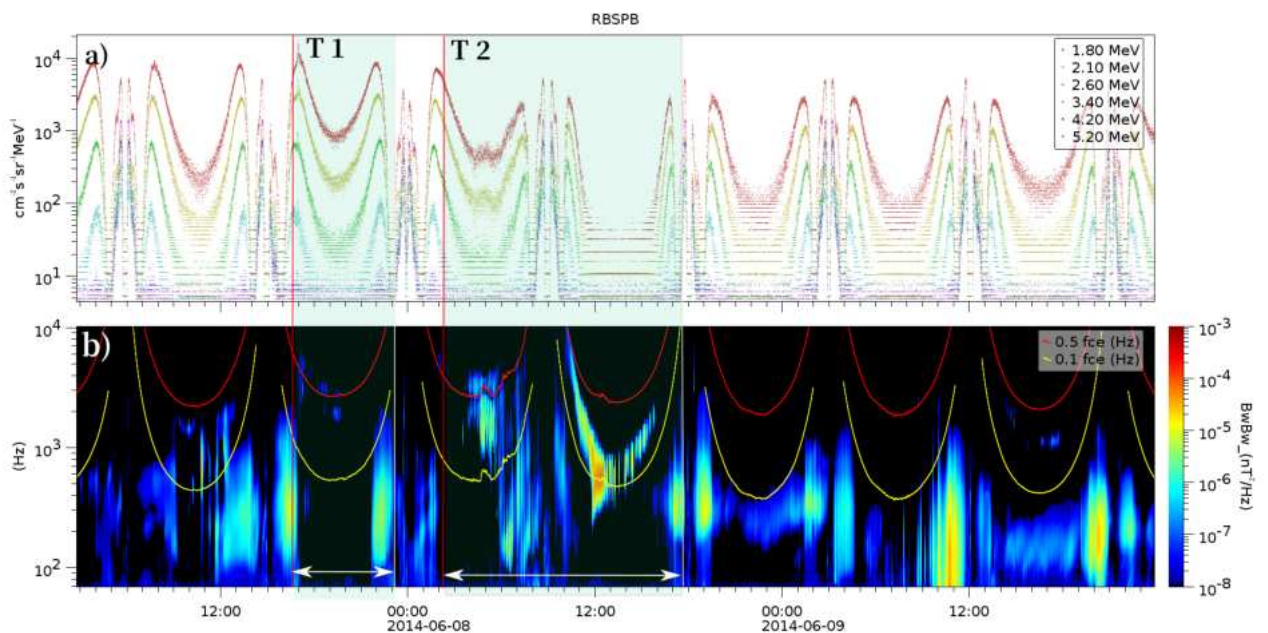 RBSPB
a)
T 1
T 2
10⁴
10³
10²
10¹
cm⁻²s⁻¹sr⁻¹MeV⁻¹
1.80 MeV
2.10 MeV
2.60 MeV
3.40 MeV
4.20 MeV
5.20 MeV
b)
10⁴
10³
10²
(Hz)
0.5 fce (Hz)
0.1 fce (Hz)
10⁻³
10⁻⁴
10⁻⁵
10⁻⁶
10⁻⁷
10⁻⁸
BwBw_(nT²/Hz)
12:00 00:00 12:00 00:00 12:00
2014-06-08 2014-06-09